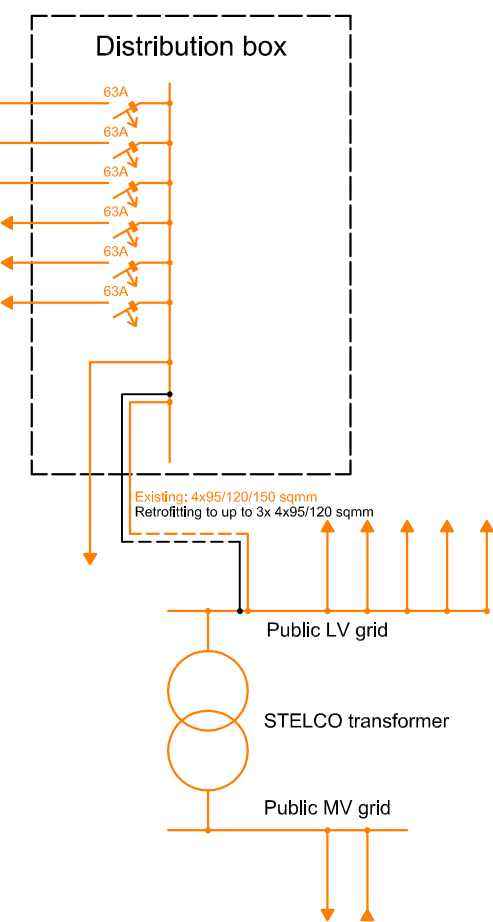 Distribution box
63A
63A
63A
63A
63A
63A
Existing: 4x95/120/150 sqmm
Retrofitting to up to 3x 4x95/120 sqmm
Public LV grid
STELCO transformer
Public MV grid